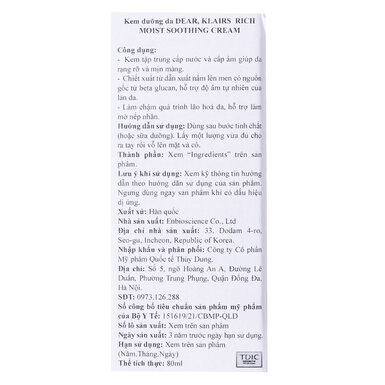 Kem dưỡng da DEAR, KLAIRS RICH
MOIST SOOTHING CREAM
Công dụng:
- Kem tập trung cấp nước và cấp ẩm giúp da
rạng rỡ và mịn màng.
- Chiết xuất từ dẫn xuất nấm lên men có nguồn
gốc từ beta glucan, hỗ trợ độ ẩm tự nhiên của
làn da.
- Làm chậm quá trình lão hoá da, hỗ trợ làm
mờ nếp nhăn.
Hướng dẫn sử dụng: Dùng sau bước tinh chất
(hoặc sữa dưỡng). Lấy một lượng vừa đủ cho
ra tay rồi vỗ lên mặt và cổ.
Thành phần: Xem "Ingredients" trên sản
phẩm.
Lưu ý khi sử dụng: Xem kỹ thông tin hướng
dẫn theo hướng dẫn sử dụng của sản phẩm.
Ngưng dùng ngay sản phẩm khi có dấu hiệu
dị ứng.
Xuất xứ: Hàn quốc
Nhà sản xuất: Enbioscience Co., Ltd
Địa chỉ nhà sản xuất: 33, Dodam 4-ro,
Seo-gu, Incheon, Republic of Korea.
Nhập khẩu và phân phối: Công ty Cổ phần
Mỹ phẩm Quốc tế Thùy Dung.
Địa chỉ: Số 5, ngõ Hoàng An A, Đường Lê
Duẩn, Phường Trung Phụng, Quận Đống Đa,
Hà Nội.
SĐT: 0973.126.288
Số công bố tiêu chuẩn sản phẩm mỹ phẩm
của Bộ Y Tế: 151619/21/CBMP-QLD
Số lô sản xuất: Xem trên sản phẩm
Ngày sản xuất: 3 năm trước ngày hạn sử dụng.
Hạn sử dụng: Xem trên sản phẩm
(Năm.Tháng.Ngày)
Thể tích thực: 80ml
TDIC